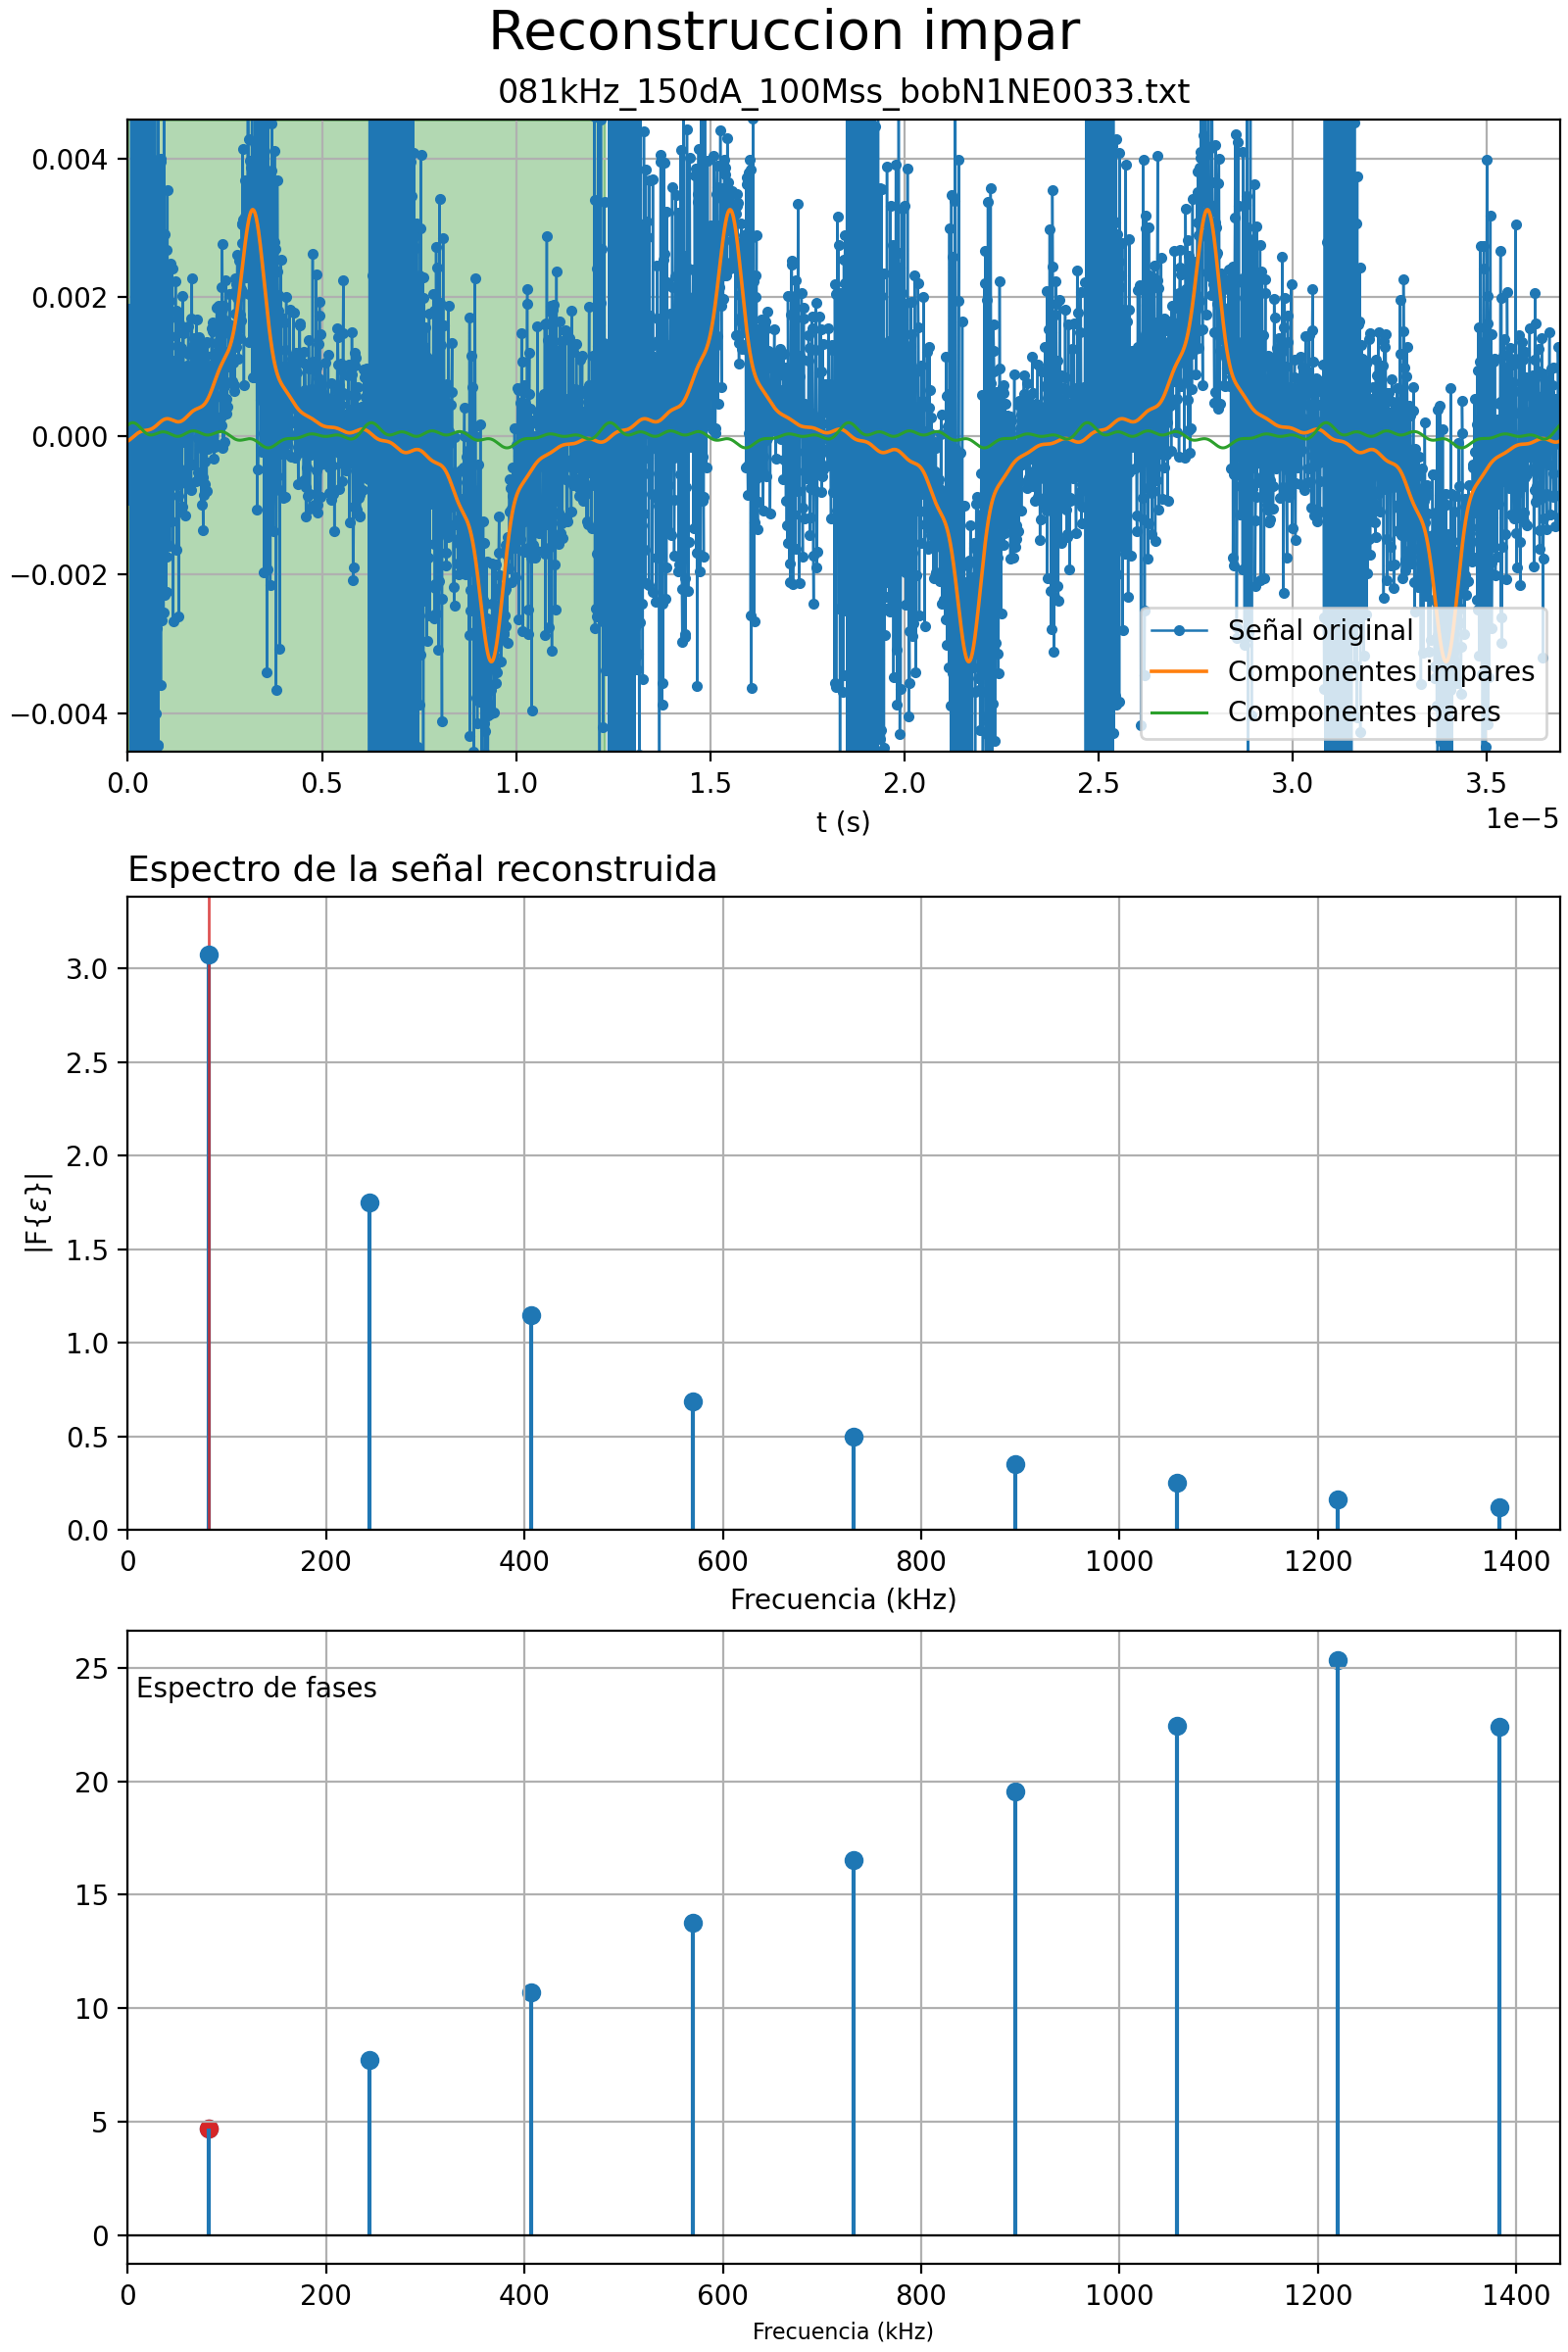 Reconstruccion impar
081kHz_150dA_100Mss_bobN1NE0033.txt
0.004
0.002
0.000
−0.002
−0.004
Señal original
Componentes impares
Componentes pares
0.0 0.5 1.0 1.5 2.0 2.5 3.0 3.5
1e−5
t (s)
Espectro de la señal reconstruida
3.0
2.5
2.0
1.5
1.0
0.5
0.0
|F{ε}|
0 200 400 600 800 1000 1200 1400
Frecuencia (kHz)
Espectro de fases
25
20
15
10
5
0
0 200 400 600 800 1000 1200 1400
Frecuencia (kHz)